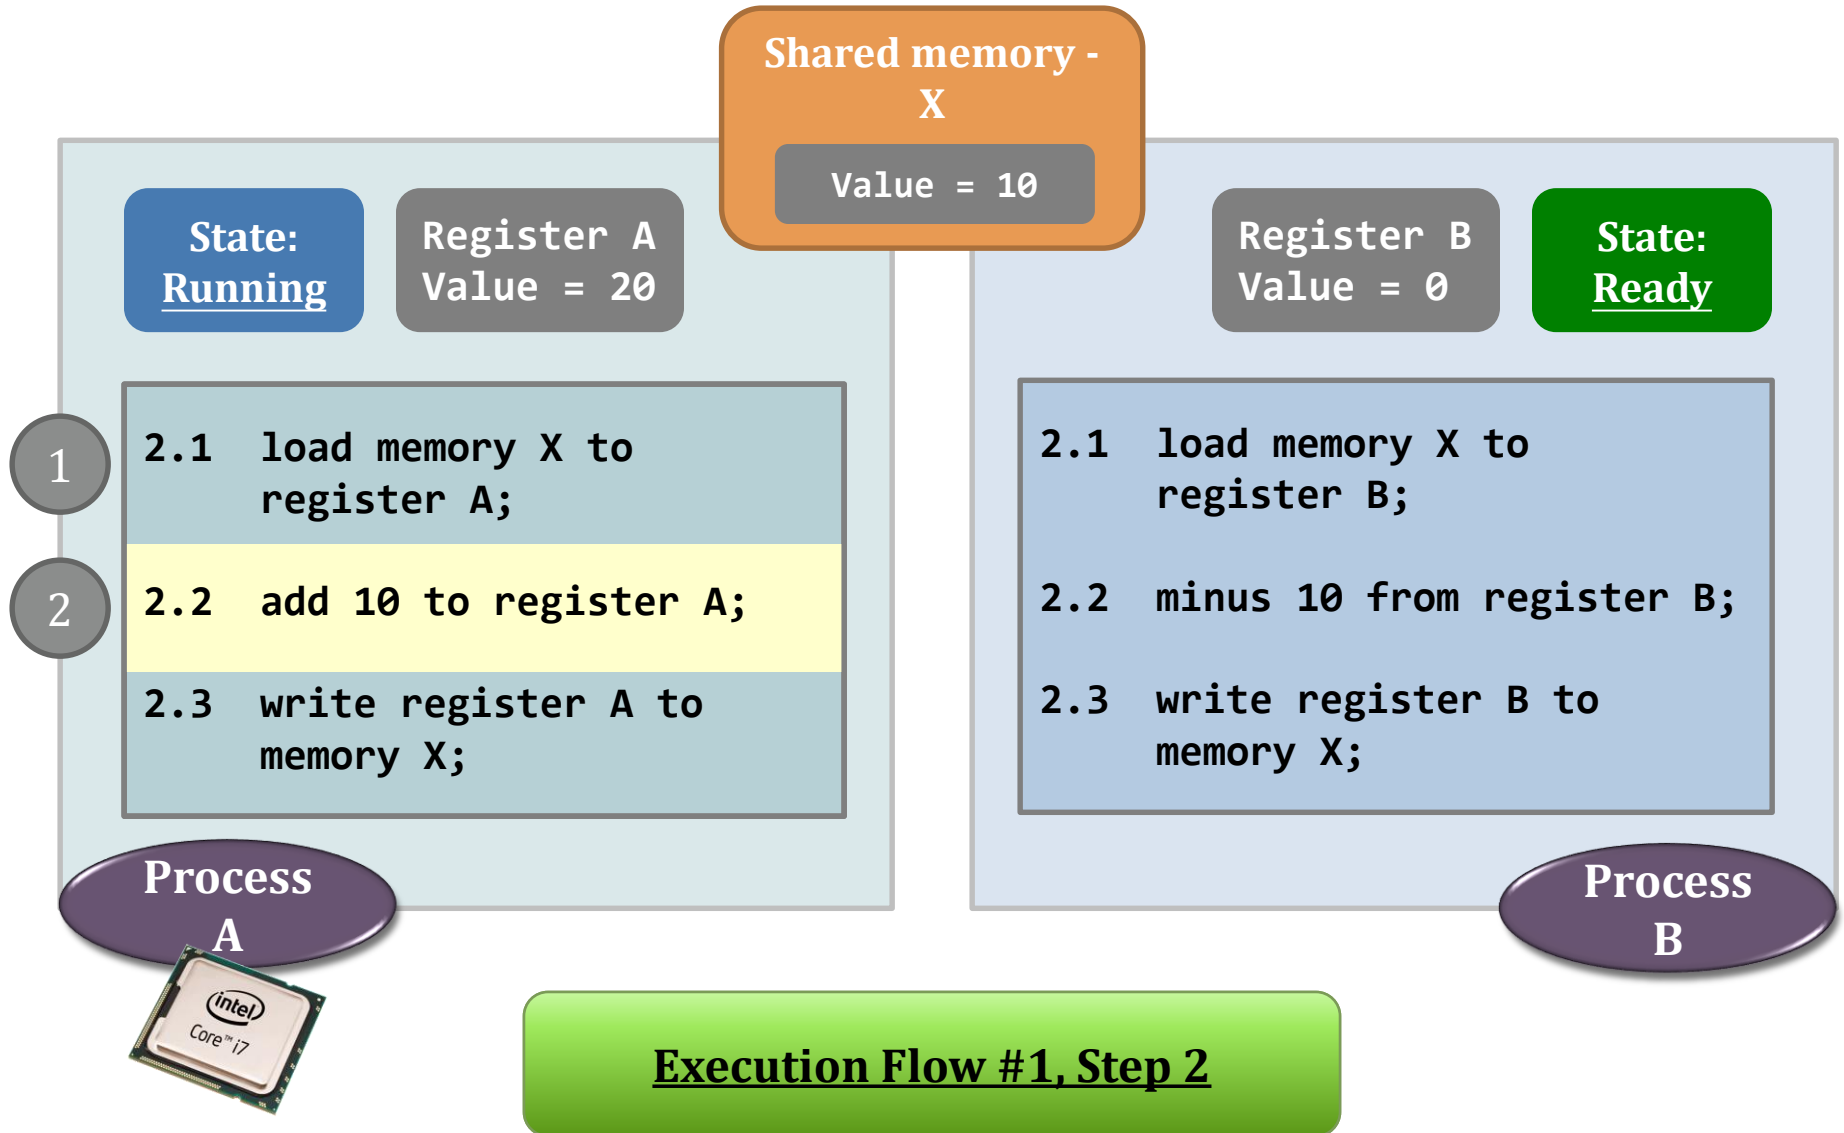 Shared memory -
X
Value = 10
State:
Running
Register A
Value = 20
Register B
Value = 0
State:
Ready
1
2.1 load memory X to
register A;
2
2.2 add 10 to register A;
2.3 write register A to
memory X;
2.1 load memory X to
register B;
2.2 minus 10 from register B;
2.3 write register B to
memory X;
Process
A
Process
B
intel
Core™ i7
Execution Flow #1, Step 2